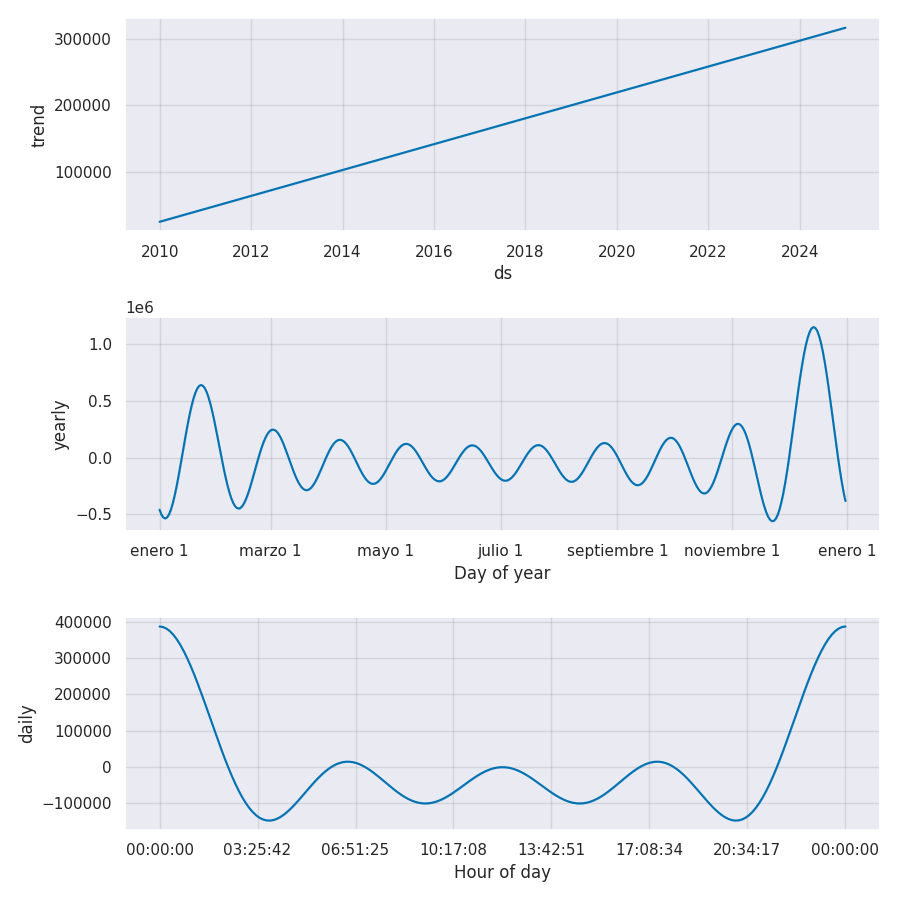 300000
200000
100000
trend
2010 2012 2014 2016 2018 2020 2022 2024
ds
1e6
1.0
0.5
0.0
−0.5
yearly
enero 1 marzo 1 mayo 1 julio 1 septiembre 1 noviembre 1 enero 1
Day of year
400000
300000
200000
100000
0
−100000
daily
00:00:00 03:25:42 06:51:25 10:17:08 13:42:51 17:08:34 20:34:17 00:00:00
Hour of day